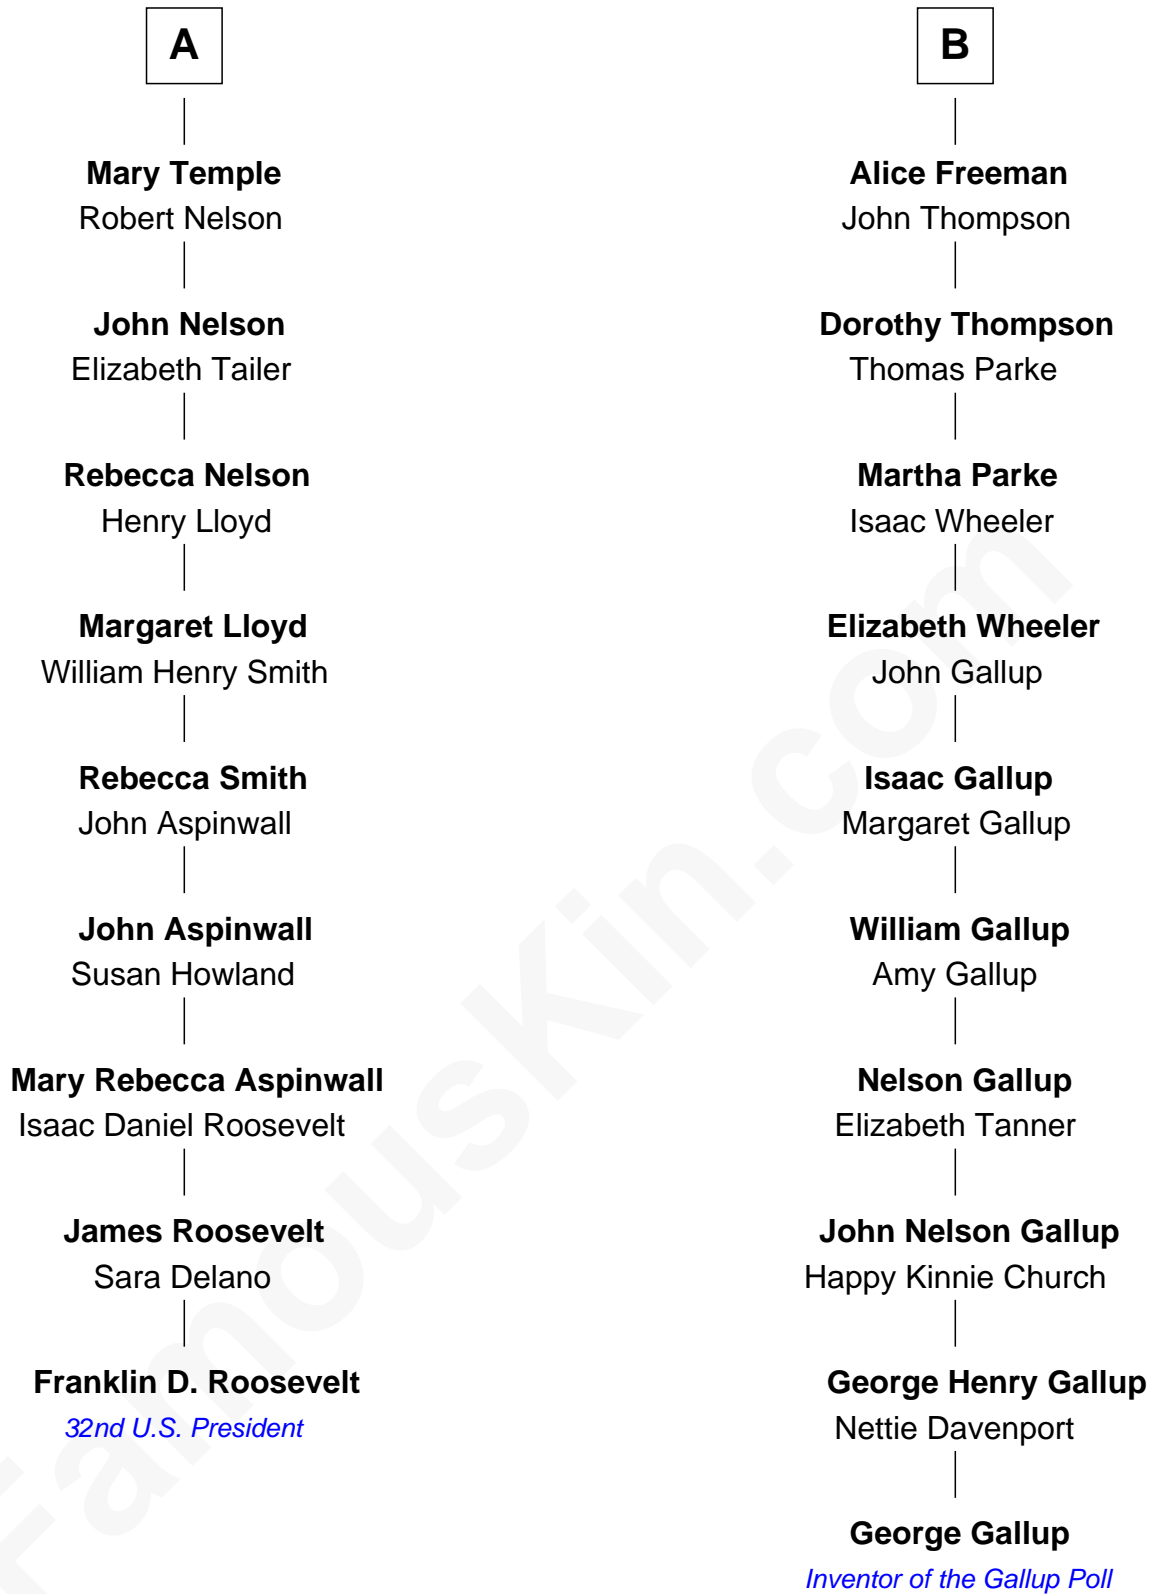 A
Mary Temple
Robert Nelson
John Nelson
Elizabeth Tailer
Rebecca Nelson
Henry Lloyd
Margaret Lloyd
William Henry Smith
Rebecca Smith
John Aspinwall
John Aspinwall
Susan Howland
Mary Rebecca Aspinwall
Isaac Daniel Roosevelt
James Roosevelt
Sara Delano
Franklin D. Roosevelt
32nd U.S. President
B
Alice Freeman
John Thompson
Dorothy Thompson
Thomas Parke
Martha Parke
Isaac Wheeler
Elizabeth Wheeler
John Gallup
Isaac Gallup
Margaret Gallup
William Gallup
Amy Gallup
Nelson Gallup
Elizabeth Tanner
John Nelson Gallup
Happy Kinnie Church
George Henry Gallup
Nettie Davenport
George Gallup
Inventor of the Gallup Poll
FamousKin.com